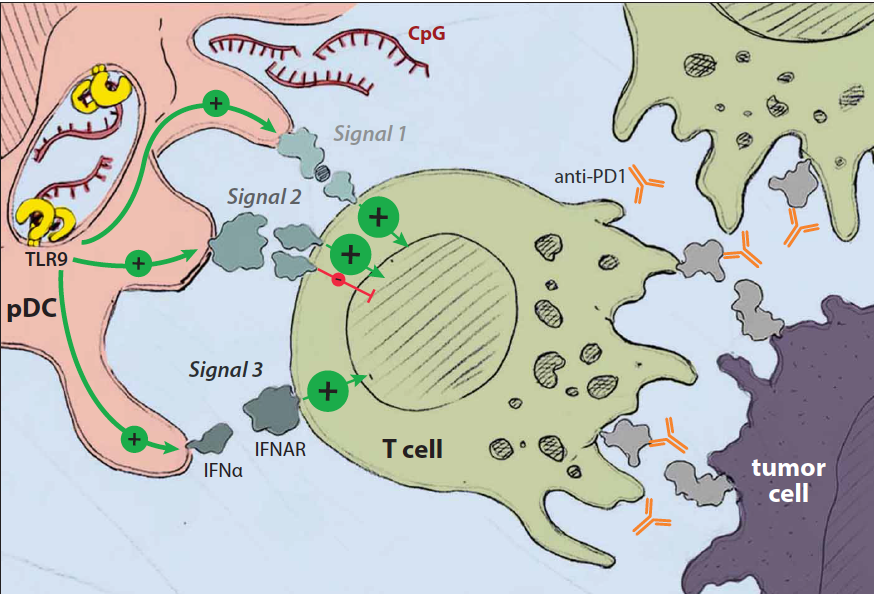 CpG
Signal 1
+
anti-PD1
Signal 2
+
TLR9
+
+
pDC
-
Signal 3
+
+
T cell
IFNAR
IFNα
tumor
cell